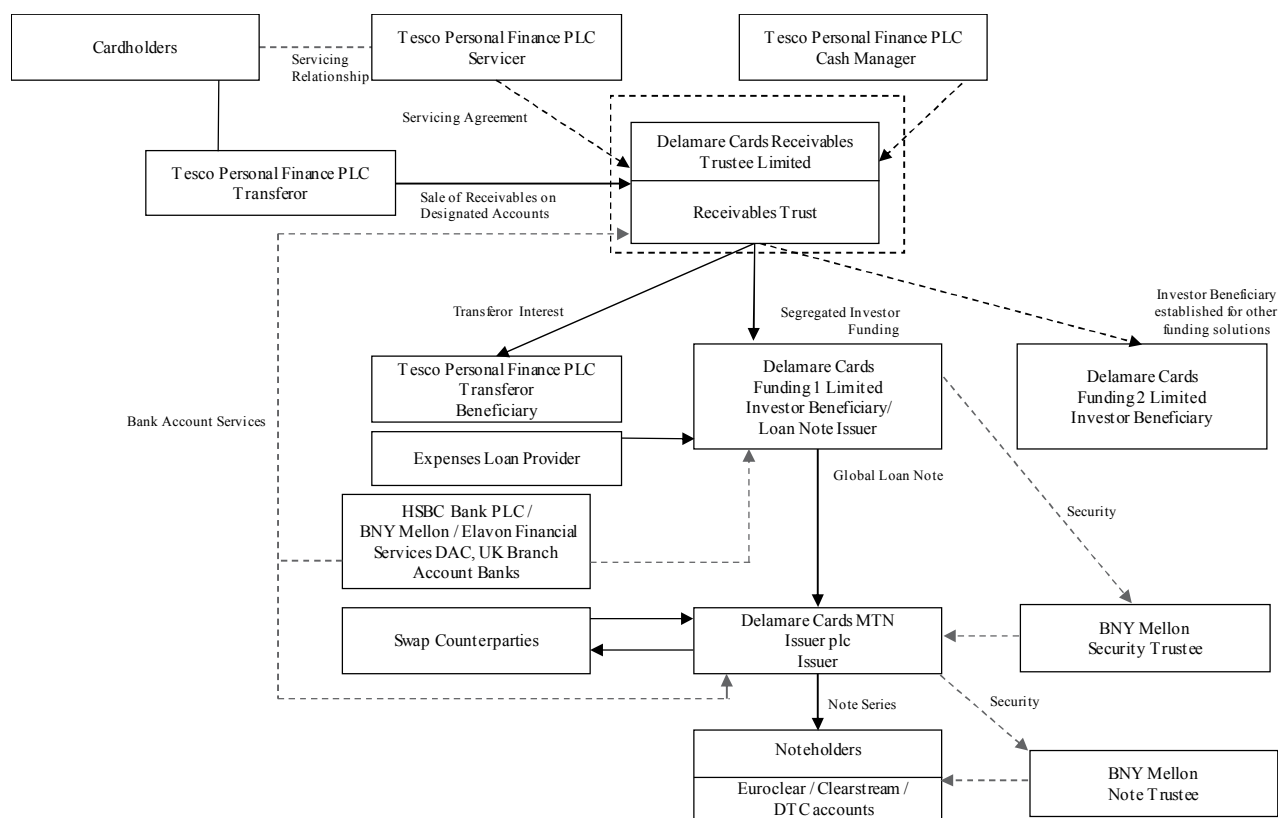 Cardholders
Servicing
Relationship
Tesco Personal Finance PLC
Servicer
Tesco Personal Finance PLC
Cash Manager
Servicing Agreement
Delamare Cards Receivables
Trustee Limited
Receivables Trust
Tesco Personal Finance PLC
Transferor
Sale of Receivables on
Designated Accounts
Transferor Interest
Segregated Investor
Funding
Investor Beneficiary
established for other
funding solutions
Tesco Personal Finance PLC
Transferor
Beneficiary
Delamare Cards
Funding 1 Limited
Investor Beneficiary/
Loan Note Issuer
Delamare Cards
Funding 2 Limited
Investor Beneficiary
Bank Account Services
Expenses Loan Provider
Global Loan Note
Security
HSBC Bank PLC /
BNY Mellon / Elavon Financial
Services DAC, UK Branch
Account Banks
Swap Counterparties
Delamare Cards MTN
Issuer plc
Issuer
BNY Mellon
Security Trustee
Note Series
Security
Noteholders
Euroclear / Clearstream /
DTC accounts
BNY Mellon
Note Trustee